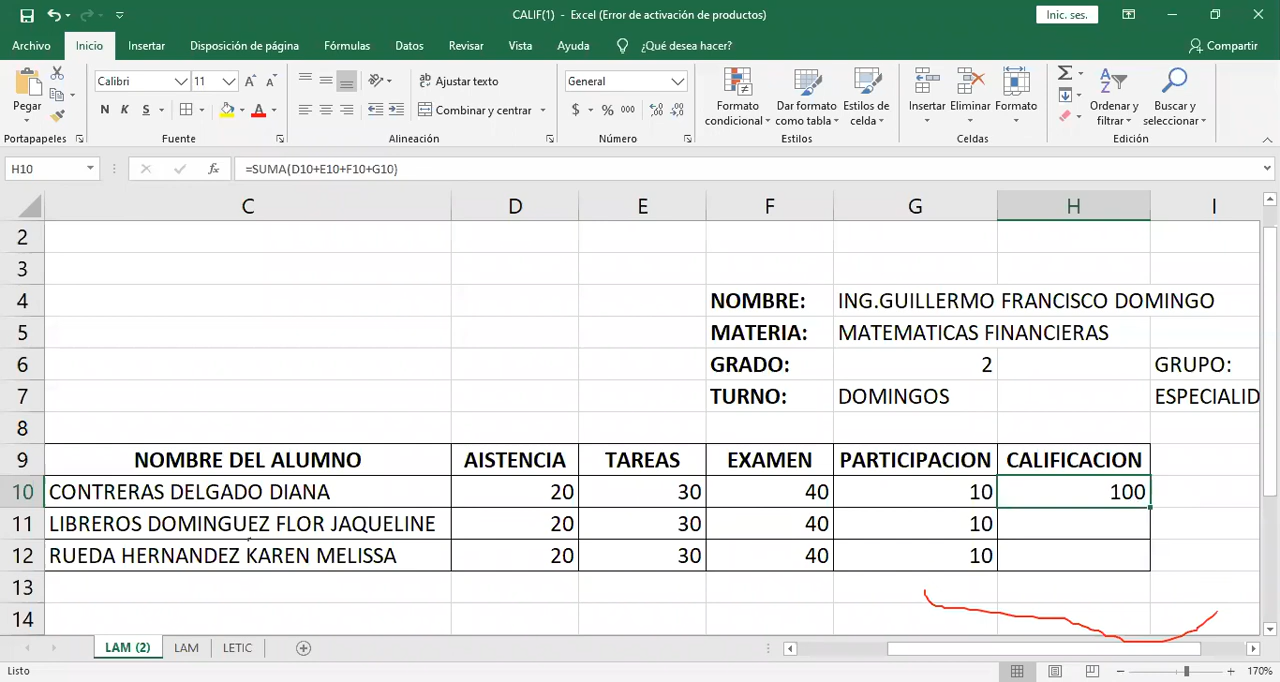 CALIF(1) - Excel (Error de activación de productos)
Inic. ses.
Archivo Inicio Insertar Disposición de página Fórmulas Datos Revisar Vista Ayuda ¿Qué desea hacer? Compartir
Pegar
Calibri 11
N K S
Ajustar texto
Combinar y centrar
General
$ % 000
Formato condicional
Dar formato como tabla
Estilos de celda
Insertar
Eliminar
Formato
Ordenar y filtrar
Buscar y seleccionar
Portapapeles Fuente Alineación Número Estilos Celdas Edición
H10 fx =SUMA(D10+E10+F10+G10)
C D E F G H I
2
3
4 NOMBRE: ING.GUILLERMO FRANCISCO DOMINGO
5 MATERIA: MATEMATICAS FINANCIERAS
6 GRADO: 2 GRUPO:
7 TURNO: DOMINGOS ESPECIALID
8
9 NOMBRE DEL ALUMNO AISTENCIA TAREAS EXAMEN PARTICIPACION CALIFICACION
10 CONTRERAS DELGADO DIANA 20 30 40 10 100
11 LIBREROS DOMINGUEZ FLOR JAQUELINE 20 30 40 10
12 RUEDA HERNANDEZ KAREN MELISSA 20 30 40 10
13
14
LAM (2) LAM LETIC
Listo 170%